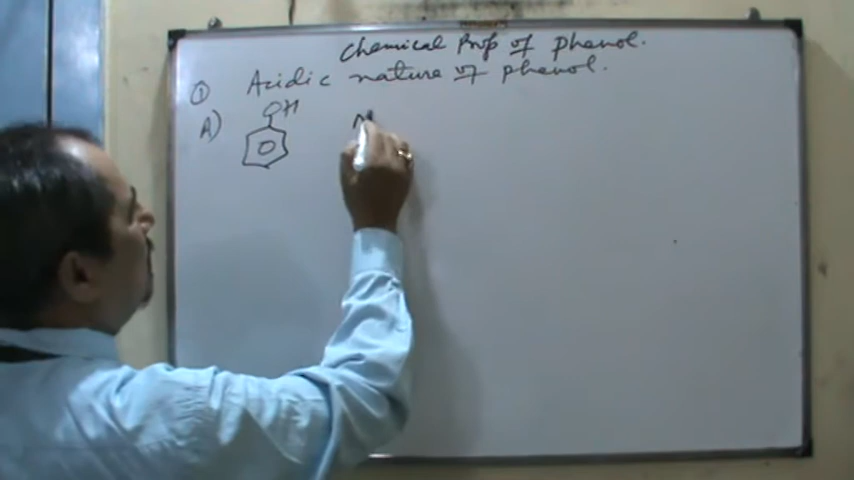 Chemical Prop of phenol.
① Acidic nature of phenol.
A) OH N